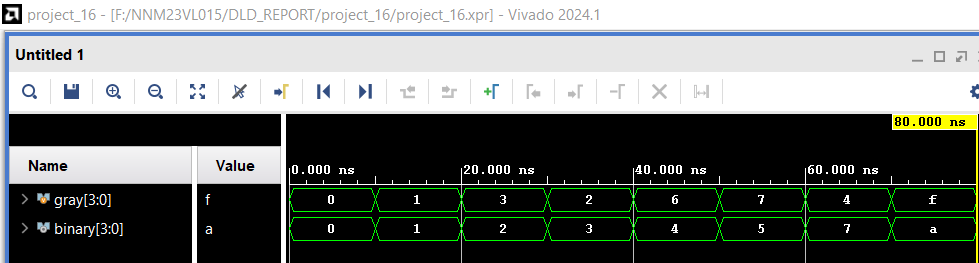 project_16 - [F:/NNM23VL015/DLD_REPORT/project_16/project_16.xpr] - Vivado 2024.1
Untitled 1
80.000 ns
Name Value
0.000 ns 20.000 ns 40.000 ns 60.000 ns
gray[3:0] f 0 1 3 2 6 7 4 f
binary[3:0] a 0 1 2 3 4 5 7 a